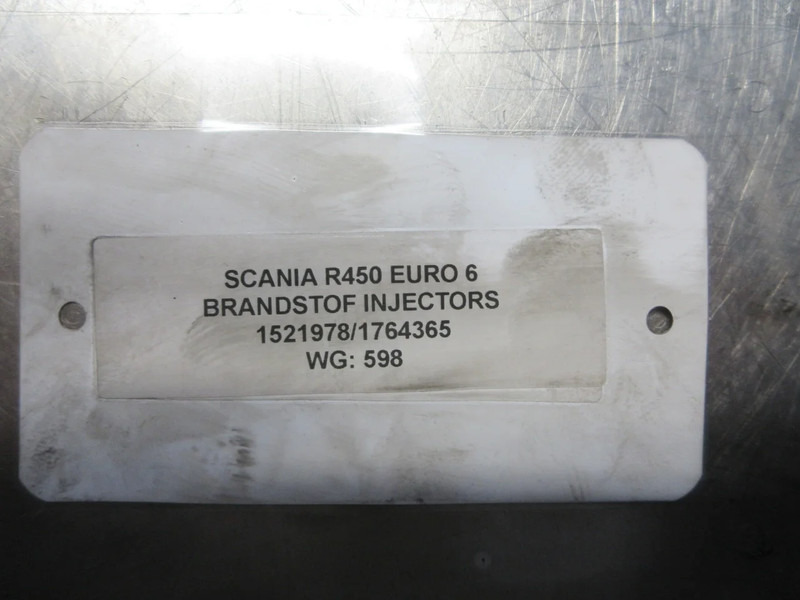 SCANIA R450 EURO 6
BRANDSTOF INJECTORS
1521978/1764365
WG: 598